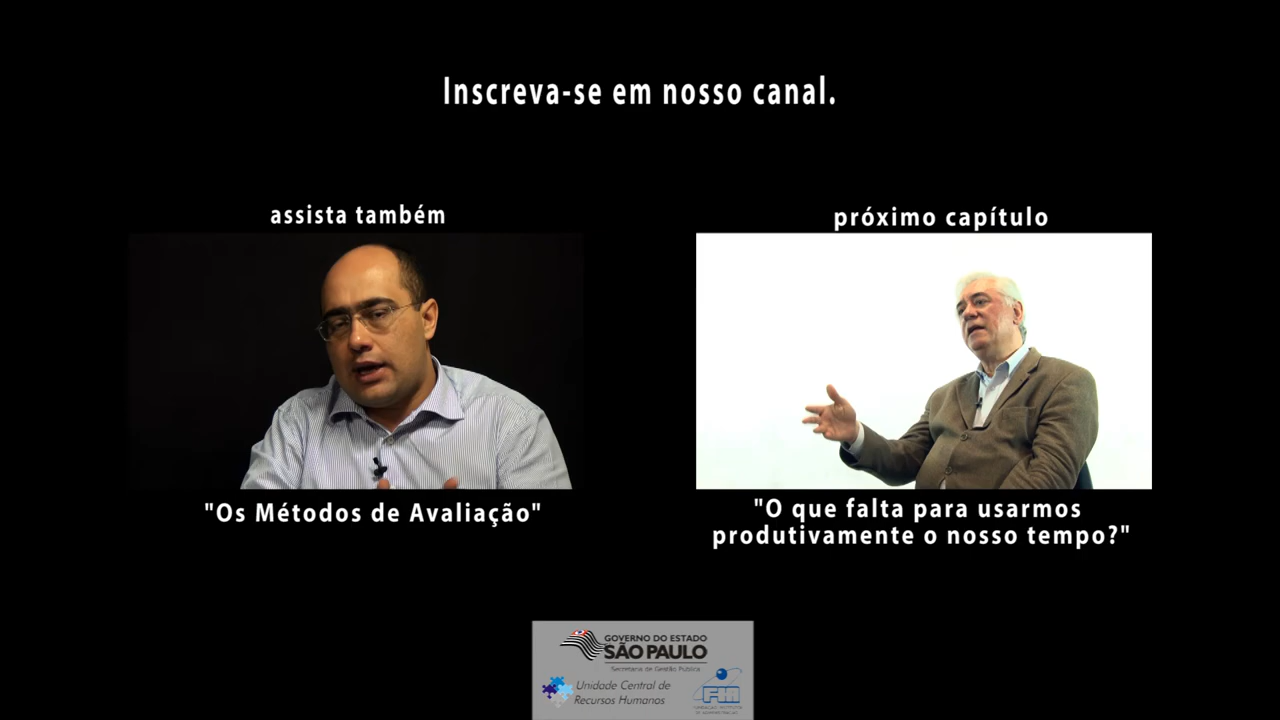 Inscreva-se em nosso canal.
assista também
próximo capítulo
"Os Métodos de Avaliação"
"O que falta para usarmos
produtivamente o nosso tempo?"
GOVERNO DO ESTADO
SÃO PAULO
Secretaria de Gestão Pública
Unidade Central de
Recursos Humanos